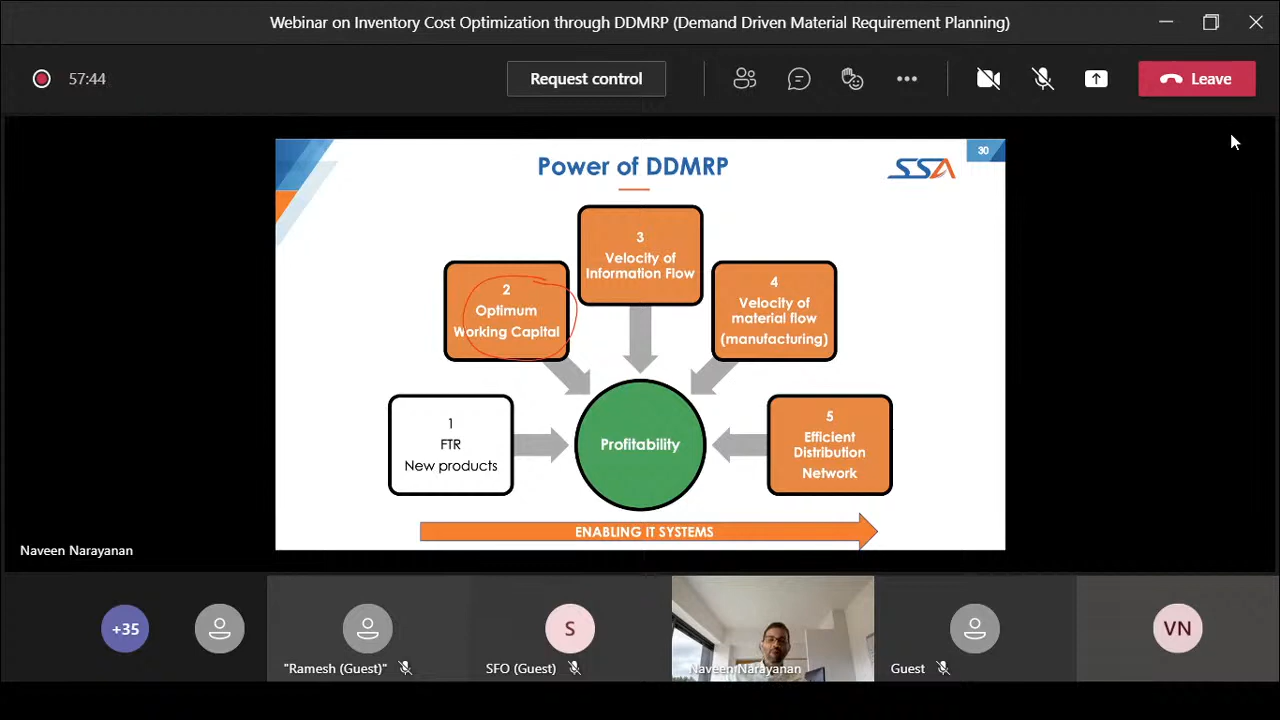 Webinar on Inventory Cost Optimization through DDMRP (Demand Driven Material Requirement Planning)
57:44
Request control
Leave
30
Power of DDMRP
SSA
3
Velocity of
Information Flow
2
Optimum
Working Capital
4
Velocity of
material flow
(manufacturing)
1
FTR
New products
Profitability
5
Efficient
Distribution
Network
ENABLING IT SYSTEMS
Naveen Narayanan
+35
"Ramesh (Guest)"
S
SFO (Guest)
Naveen Narayanan
Guest
VN